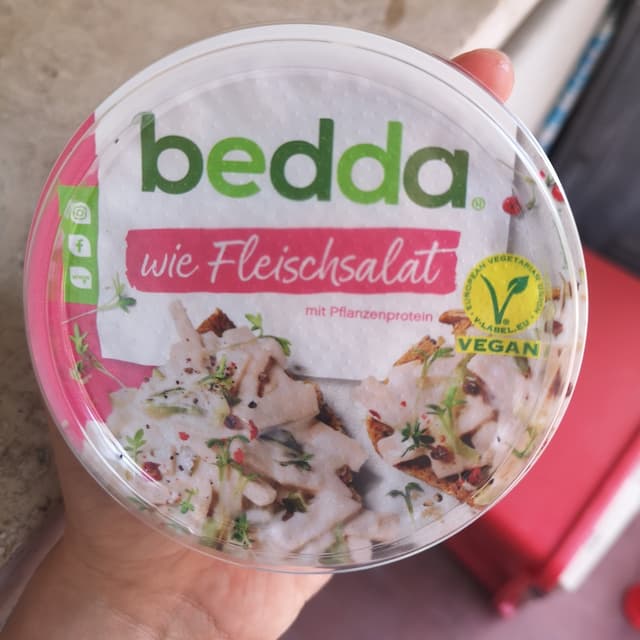 bedda®
wie Fleischsalat
mit Pflanzenprotein
EUROPEAN VEGETARIAN UNION
V-LABEL.EU
VEGAN